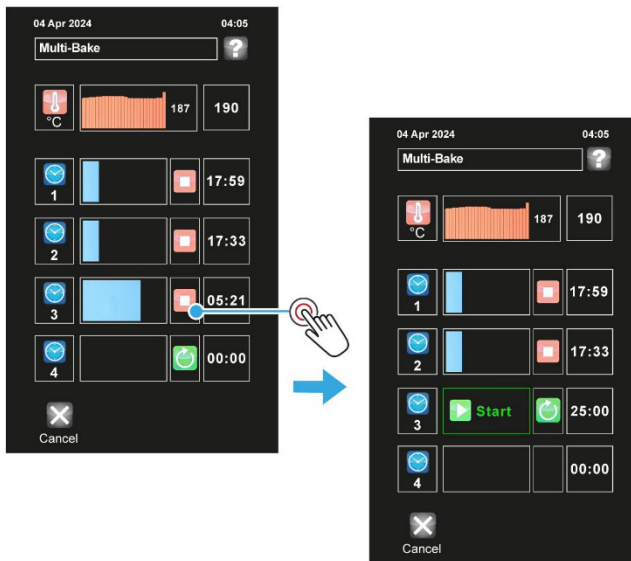 04 Apr 2024 04:05
Multi-Bake ?
°C 187 190
1 17:59
2 17:33
3 05:21
4 00:00
Cancel
04 Apr 2024 04:05
Multi-Bake ?
°C 187 190
1 17:59
2 17:33
3 Start 25:00
4 00:00
Cancel